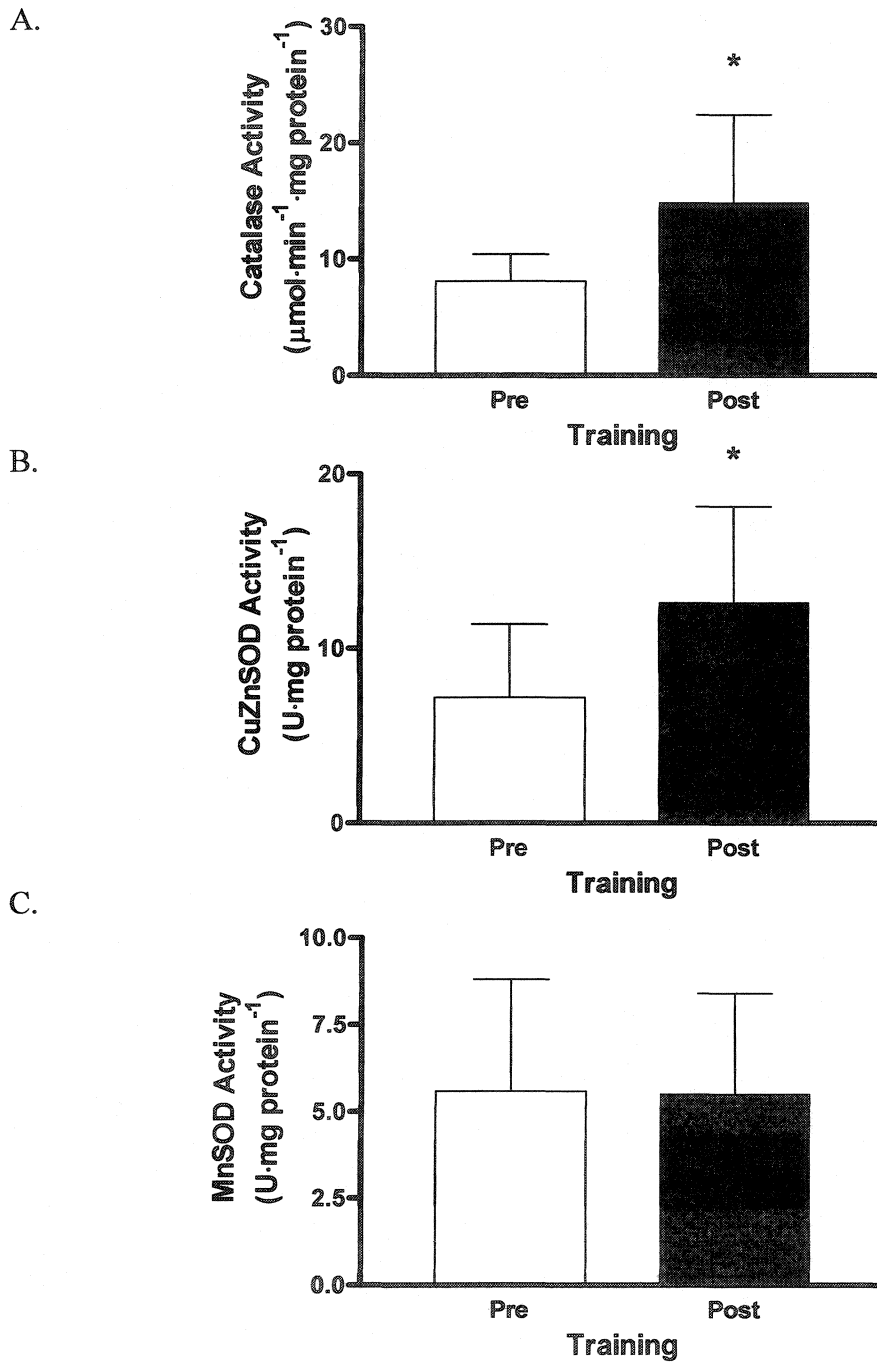 A.
Catalase Activity
(μmol·min⁻¹·mg protein⁻¹)
30
20
10
0
*
Pre
Post
Training
B.
CuZnSOD Activity
(U·mg protein⁻¹)
20
10
0
*
Pre
Post
Training
C.
MnSOD Activity
(U·mg protein⁻¹)
10.0
7.5
5.0
2.5
0.0
Pre
Post
Training